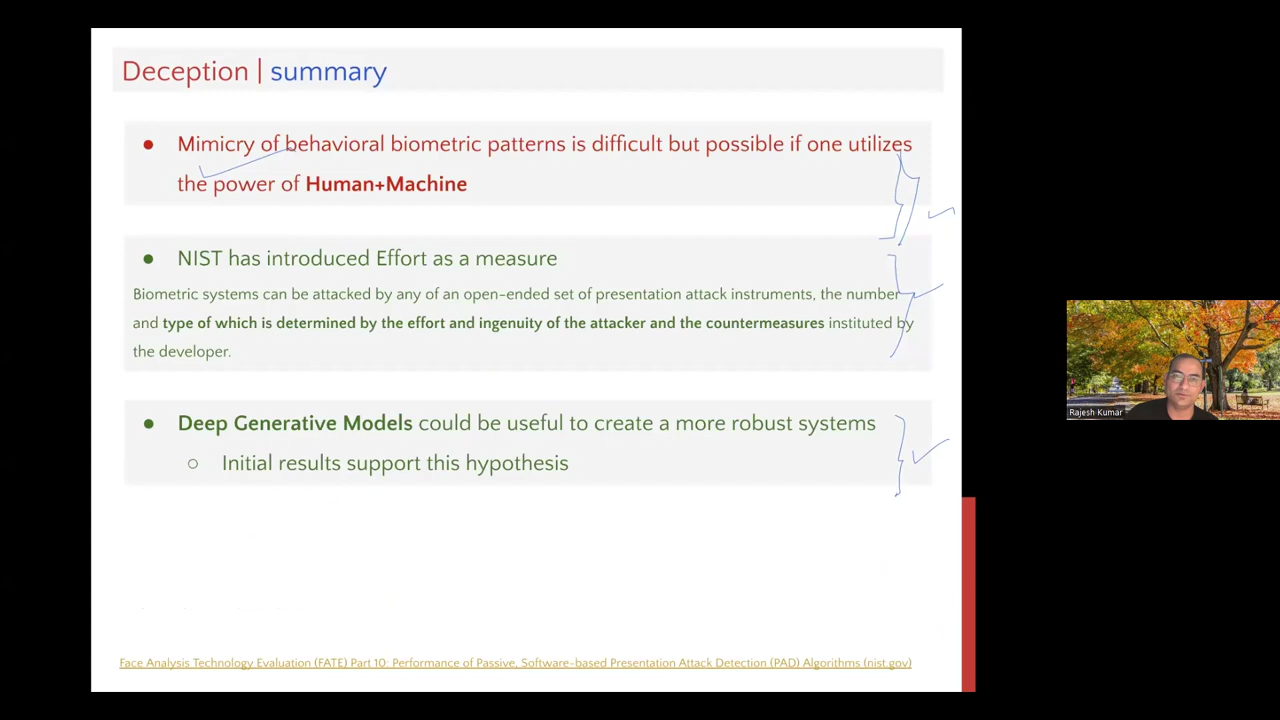 Deception | summary
● Mimicry of behavioral biometric patterns is difficult but possible if one utilizes
the power of Human+Machine
● NIST has introduced Effort as a measure
Biometric systems can be attacked by any of an open-ended set of presentation attack instruments, the number
and type of which is determined by the effort and ingenuity of the attacker and the countermeasures instituted by
the developer.
● Deep Generative Models could be useful to create a more robust systems
○ Initial results support this hypothesis
Face Analysis Technology Evaluation (FATE) Part 10: Performance of Passive, Software-based Presentation Attack Detection (PAD) Algorithms (nist.gov)
Rajesh Kumar